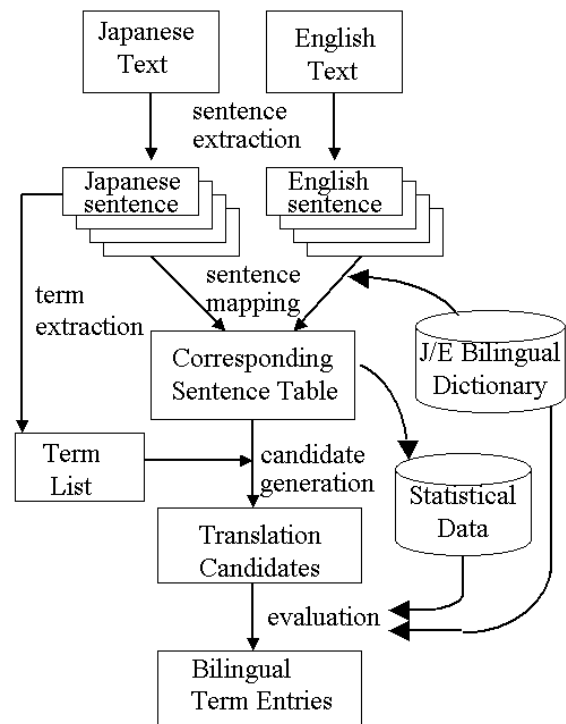 Japanese
Text
English
Text
sentence
extraction
Japanese
sentence
English
sentence
sentence
mapping
term
extraction
Corresponding
Sentence Table
J/E Bilingual
Dictionary
Term
List
candidate
generation
Statistical
Data
Translation
Candidates
evaluation
Bilingual
Term Entries